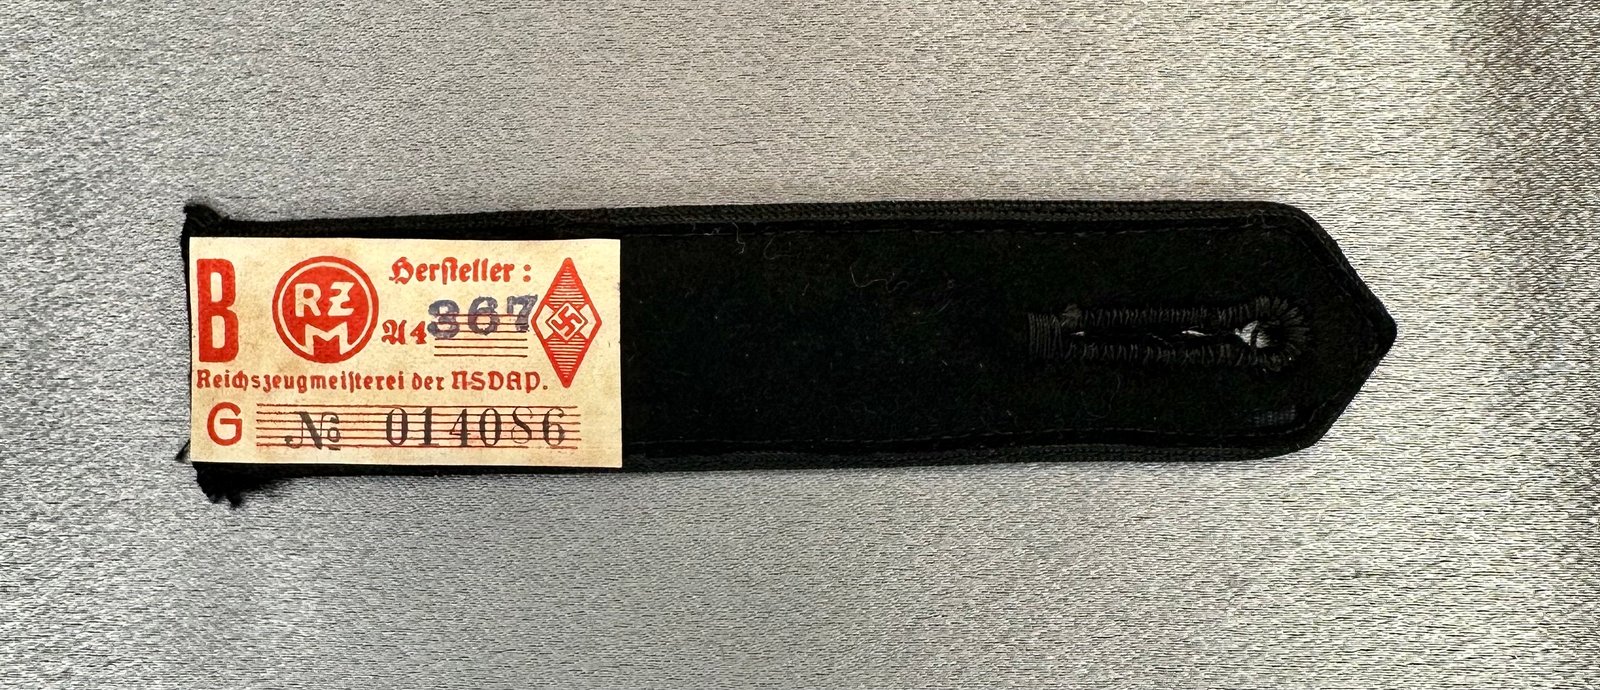 B
RZM
Hersteller:
A4 367
Reichszeugmeisterei der NSDAP.
G № 014086